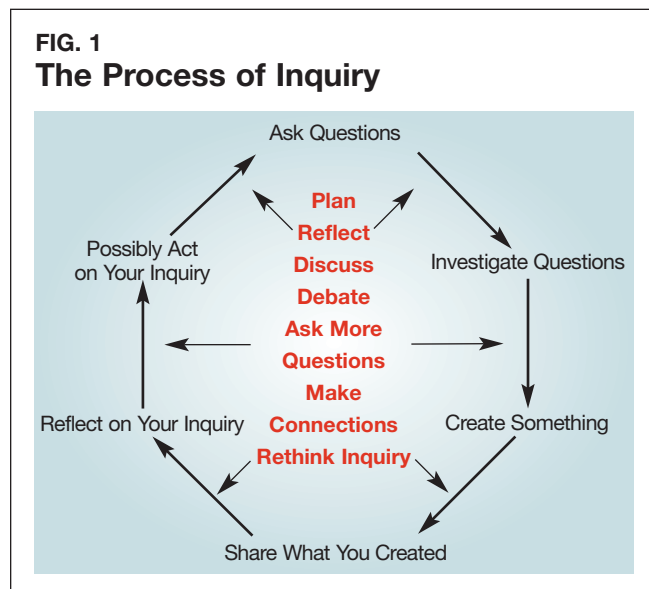 FIG. 1
The Process of Inquiry
Ask Questions
Plan
Reflect
Discuss
Debate
Ask More
Questions
Make
Connections
Rethink Inquiry
Investigate Questions
Create Something
Share What You Created
Reflect on Your Inquiry
Possibly Act
on Your Inquiry